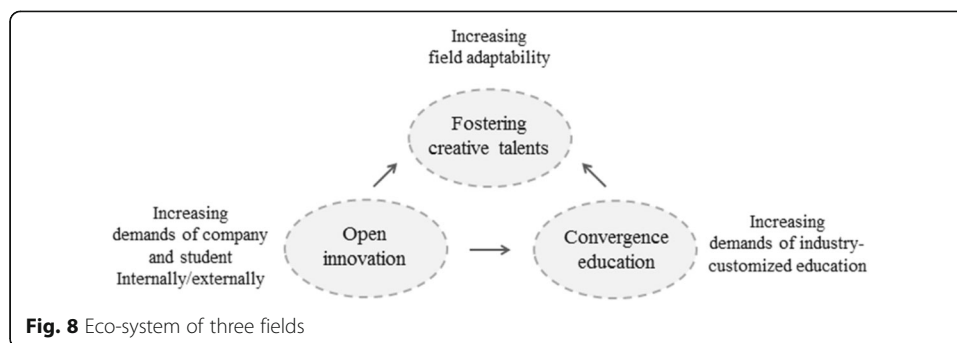 Increasing
field adaptability
Fostering
creative talents
Increasing
demands of company
and student
Internally/externally
Open
innovation
Convergence
education
Increasing
demands of industry-
customized education
Fig. 8 Eco-system of three fields